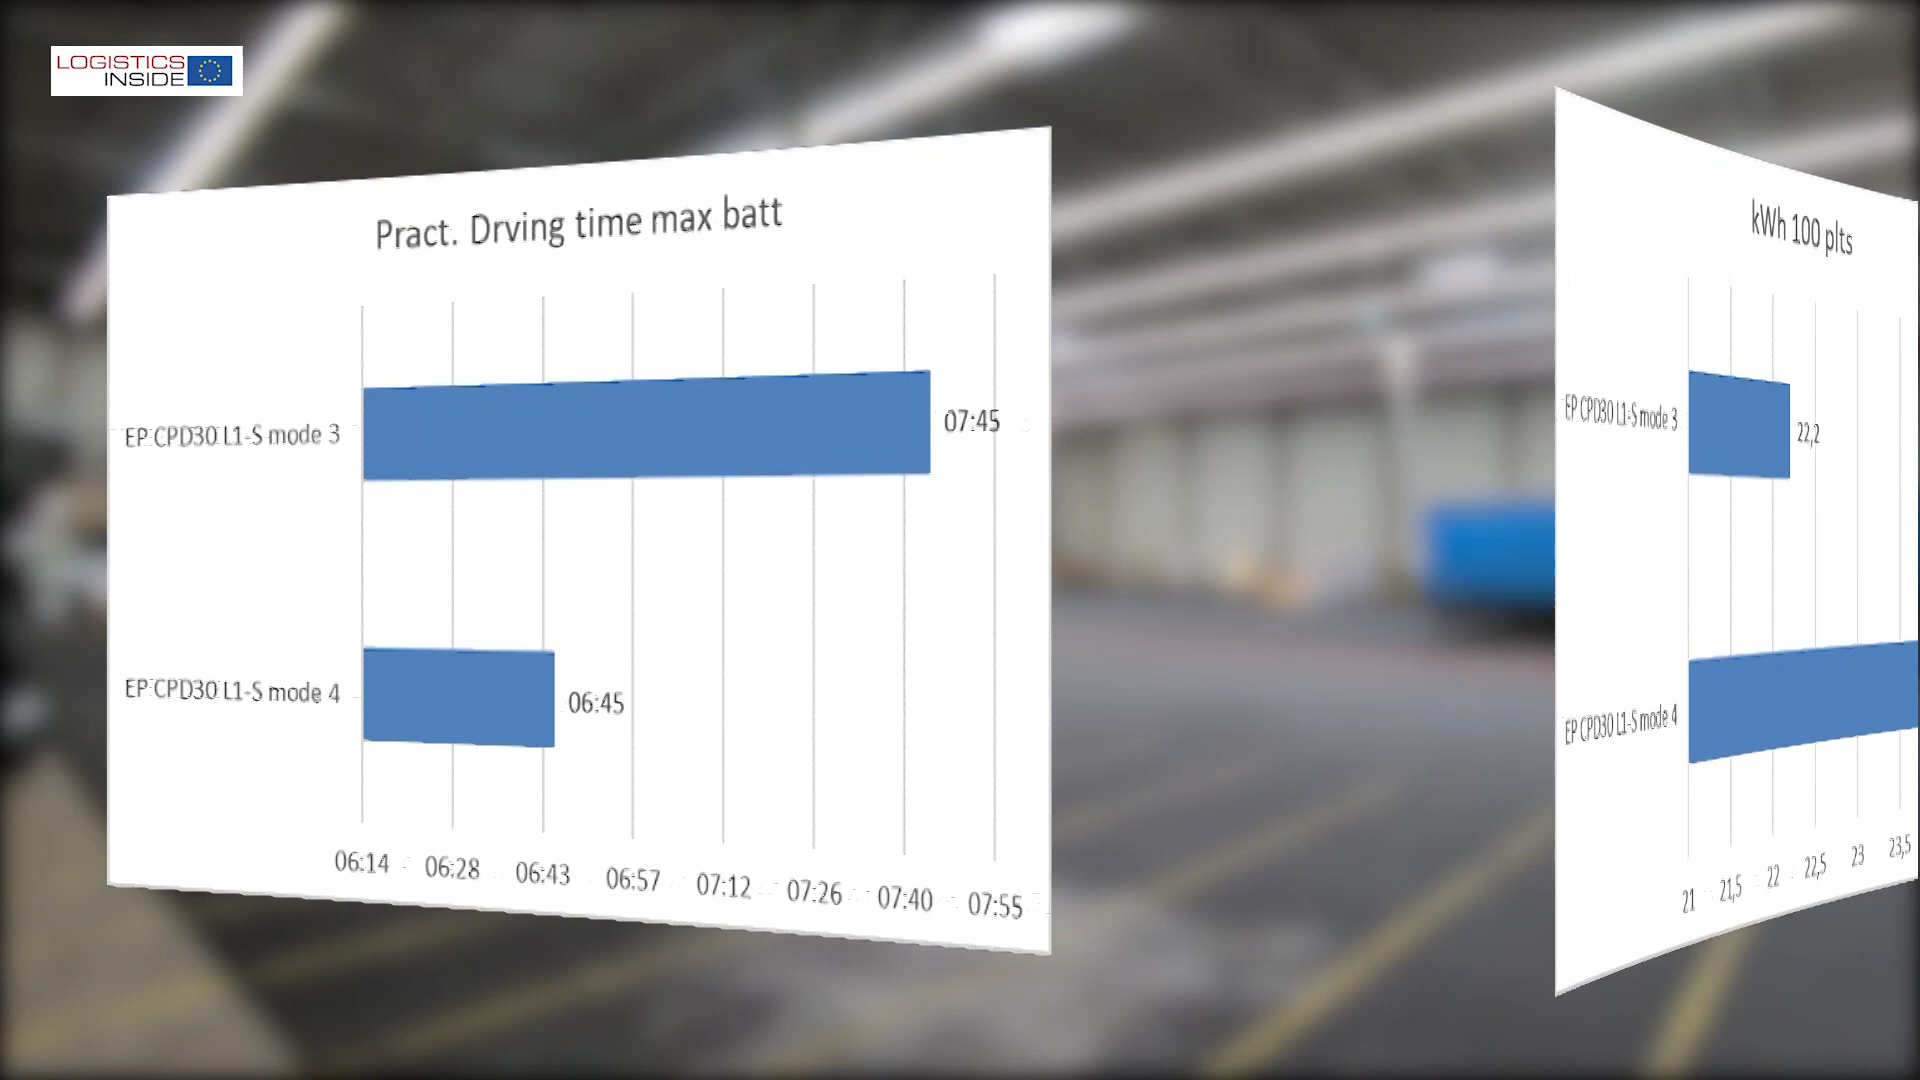 LOGISTICS
INSIDE
Pract. Drving time max batt
EP CPD30 L1-S mode 3
07:45
EP CPD30 L1-S mode 4
06:45
06:14 06:28 06:43 06:57 07:12 07:26 07:40 07:55
kWh 100 plts
EP CPD30 L1-S mode 3
22,2
EP CPD30 L1-S mode 4
21 21,5 22 22,5 23 23,5